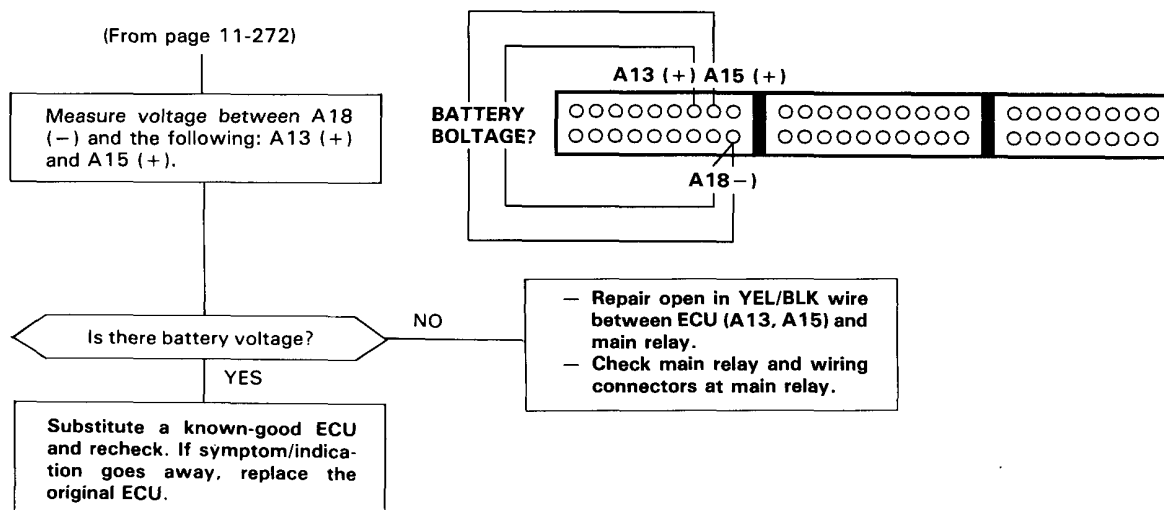 (From page 11-272)
Measure voltage between A18
(−) and the following: A13 (+)
and A15 (+).
A13 (+) A15 (+)
BATTERY
BOLTAGE?
A18−)
Is there battery voltage?
NO
— Repair open in YEL/BLK wire
between ECU (A13, A15) and
main relay.
— Check main relay and wiring
connectors at main relay.
YES
Substitute a known-good ECU
and recheck. If symptom/indica-
tion goes away, replace the
original ECU.